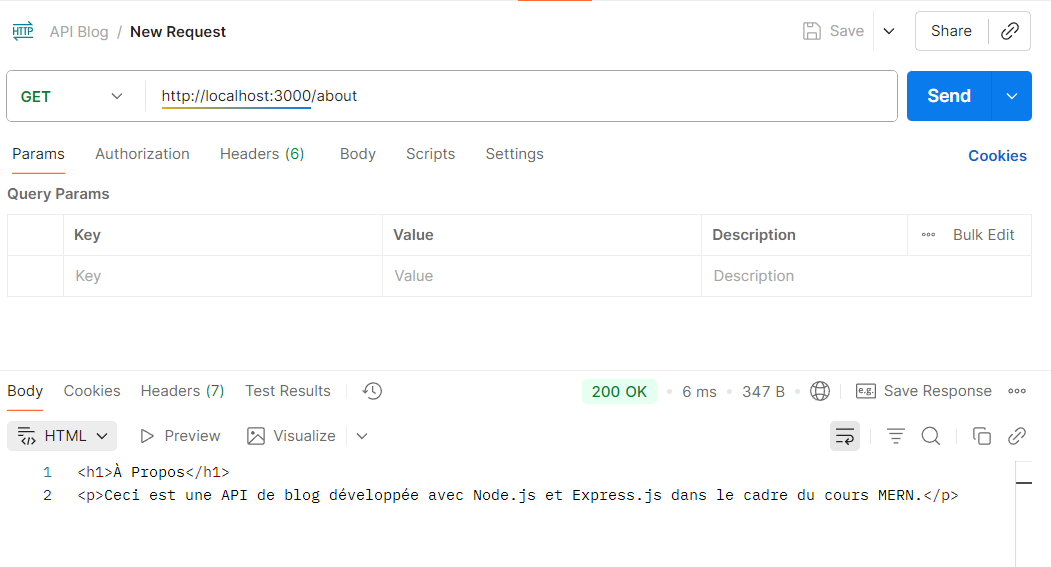 HTTP API Blog / New Request Save Share
GET http://localhost:3000/about Send
Params Authorization Headers (6) Body Scripts Settings Cookies
Query Params
Key Value Description Bulk Edit
Key Value Description
Body Cookies Headers (7) Test Results 200 OK 6 ms 347 B e.g. Save Response
HTML Preview Visualize
1 <h1>À Propos</h1>
2 <p>Ceci est une API de blog développée avec Node.js et Express.js dans le cadre du cours MERN.</p>